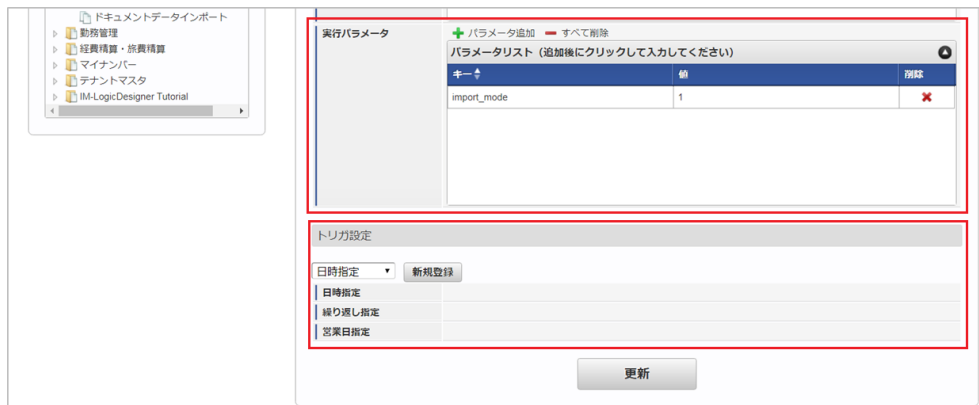 ドキュメントデータインポート
勤務管理
経費精算・旅費精算
マイナンバー
テナントマスタ
IM-LogicDesigner Tutorial
実行パラメータ
パラメータ追加 すべて削除
パラメータリスト（追加後にクリックして入力してください）
キー 値 削除
import_mode 1
トリガ設定
日時指定 新規登録
日時指定
繰り返し指定
営業日指定
更新